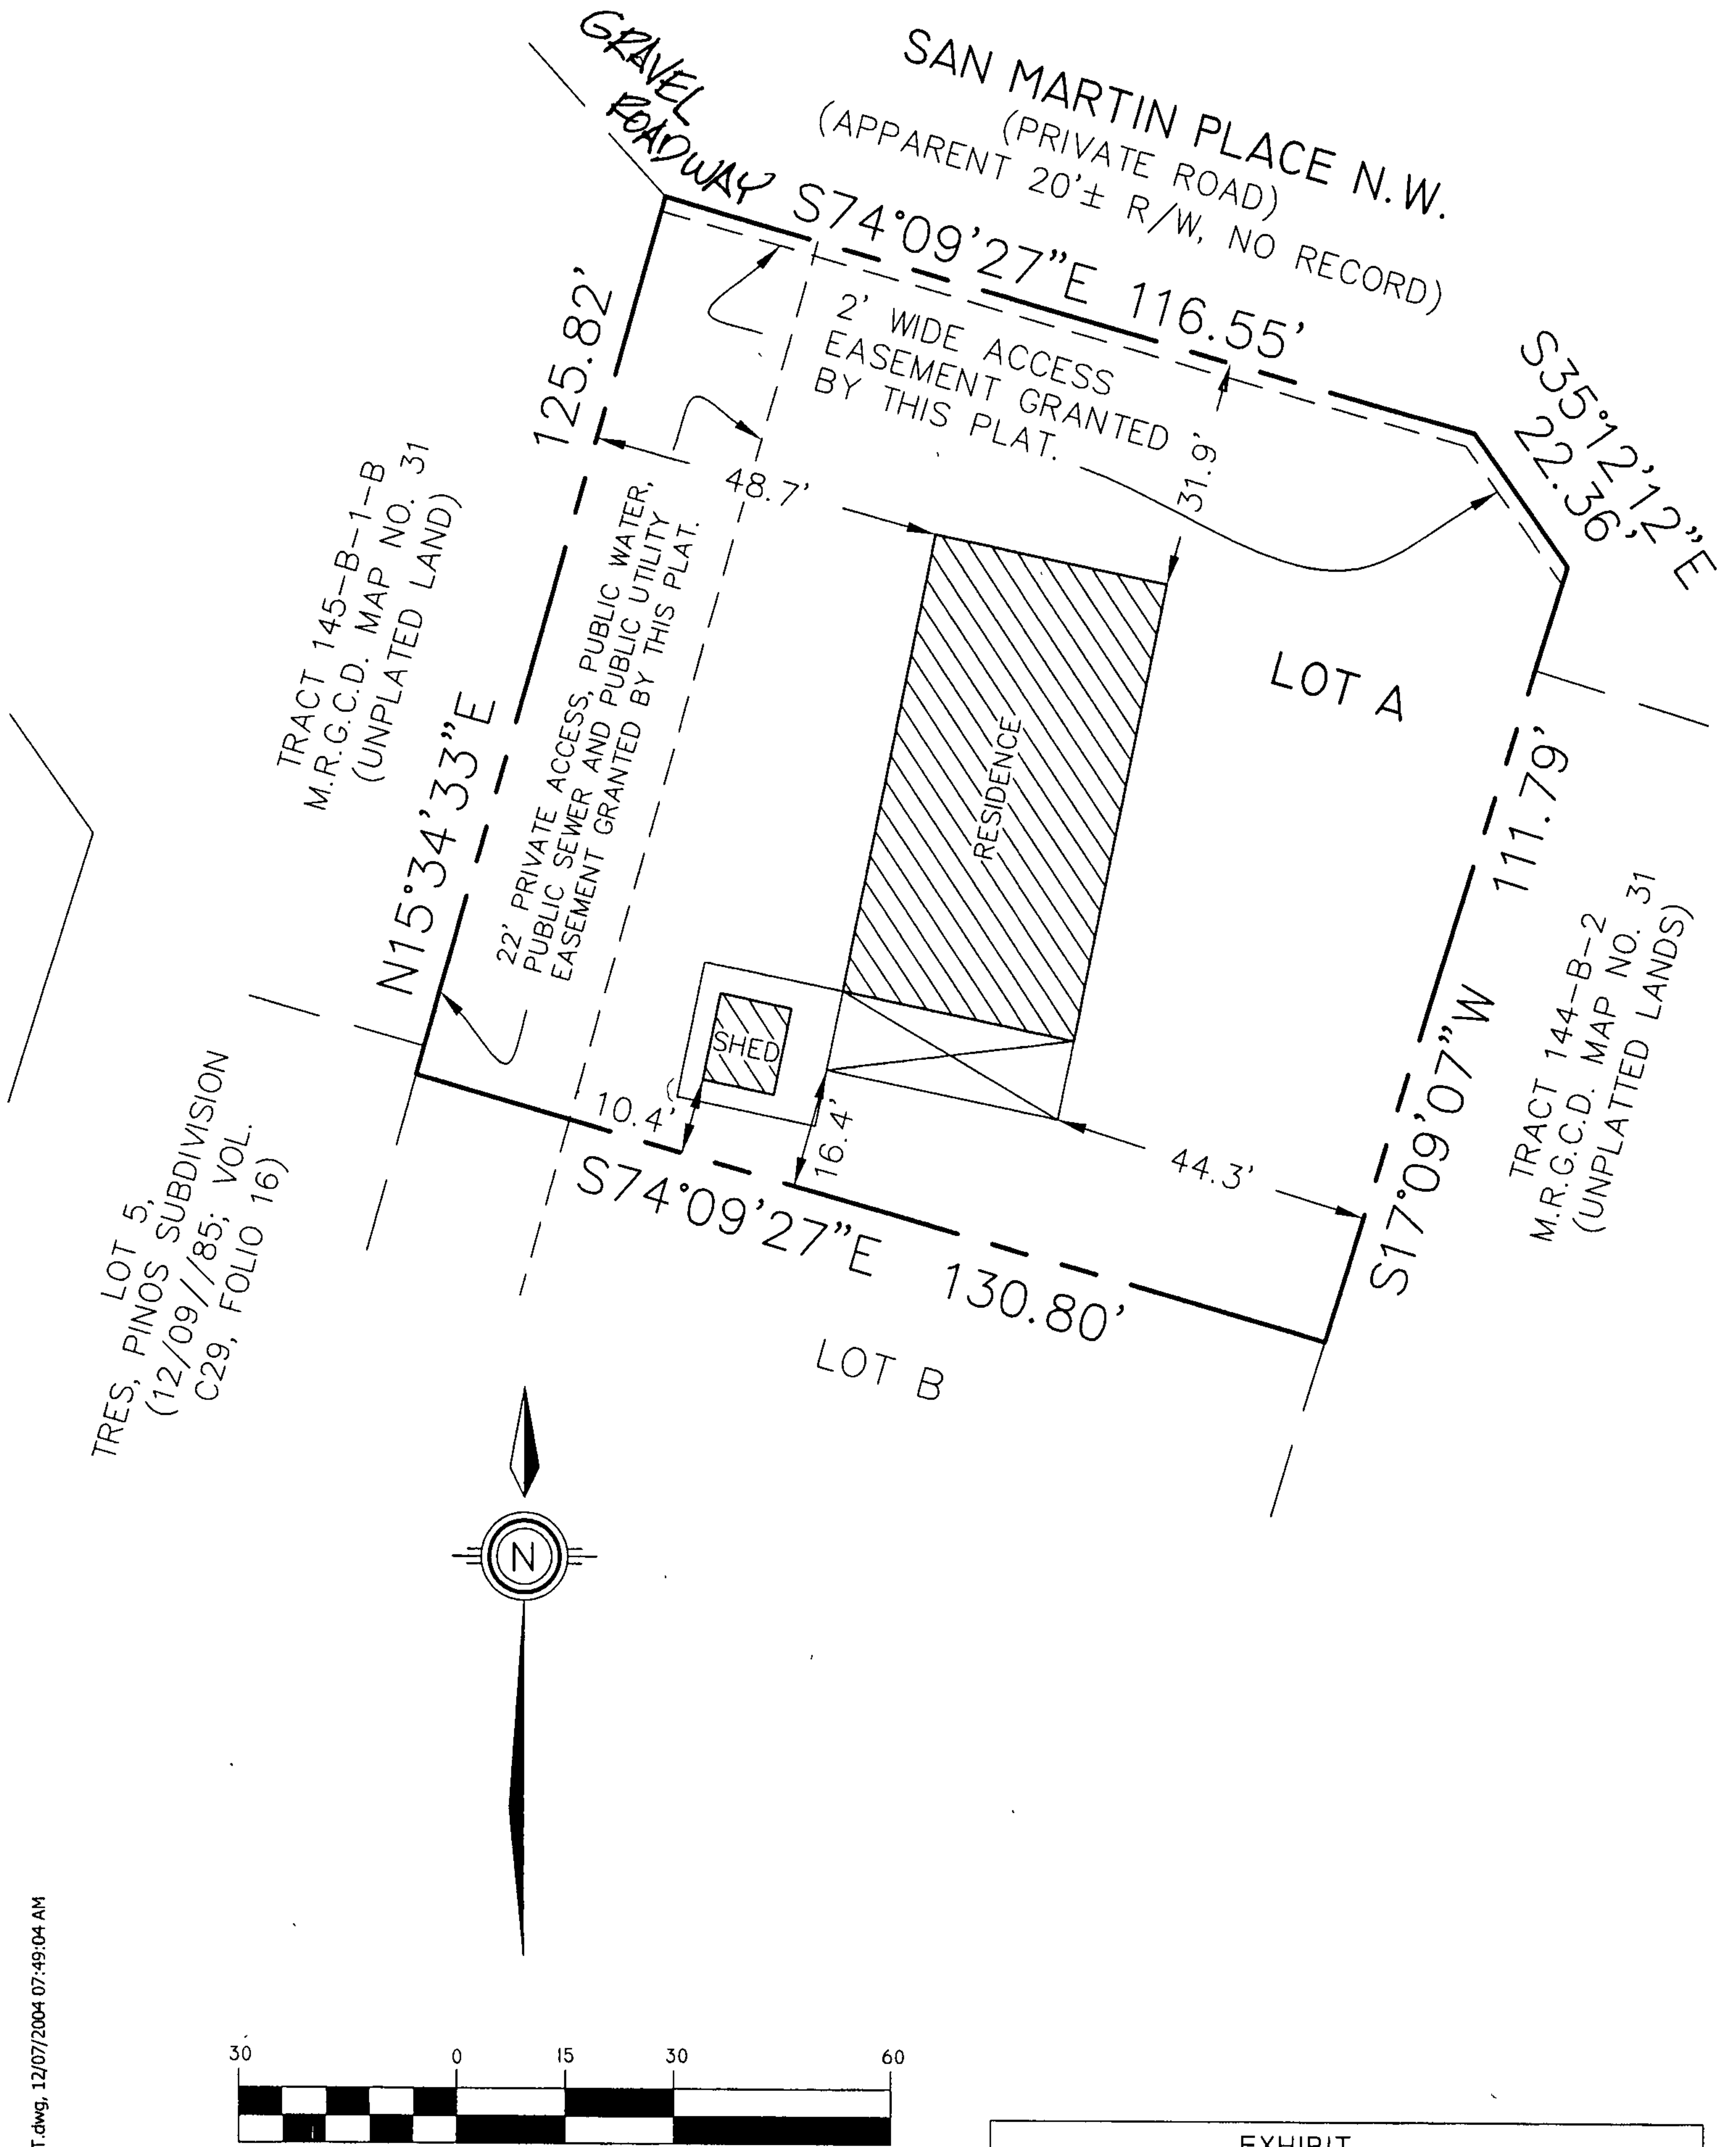 GRAVEL
ROADWAY
SAN MARTIN PLACE N.W.
(PRIVATE ROAD)
(APPARENT 20'± R/W, NO RECORD)
S74°09'27"E 116.55'
S35°12'12"E
22.36'
2' WIDE ACCESS
EASEMENT GRANTED
BY THIS PLAT.
125.82'
N15°34'33"E
48.7'
31.9'
TRACT 145-B-1-B
M.R.G.C.D. MAP NO. 31
(UNPLATED LAND)
22' PRIVATE ACCESS, PUBLIC WATER,
PUBLIC SEWER AND PUBLIC UTILITY
EASEMENT GRANTED BY THIS PLAT.
RESIDENCE
LOT A
111.79'
S17°09'07"W
TRACT 144-B-2
M.R.G.C.D. MAP NO. 31
(UNPLATTED LANDS)
SHED
10.4'
16.4'
44.3'
S74°09'27"E 130.80'
LOT 5,
TRES, PINOS SUBDIVISION
(12/09//85; VOL.
C29, FOLIO 16)
LOT B
N
T.dwg, 12/07/2004 07:49:04 AM
30 0 15 30 60
EXHIBIT